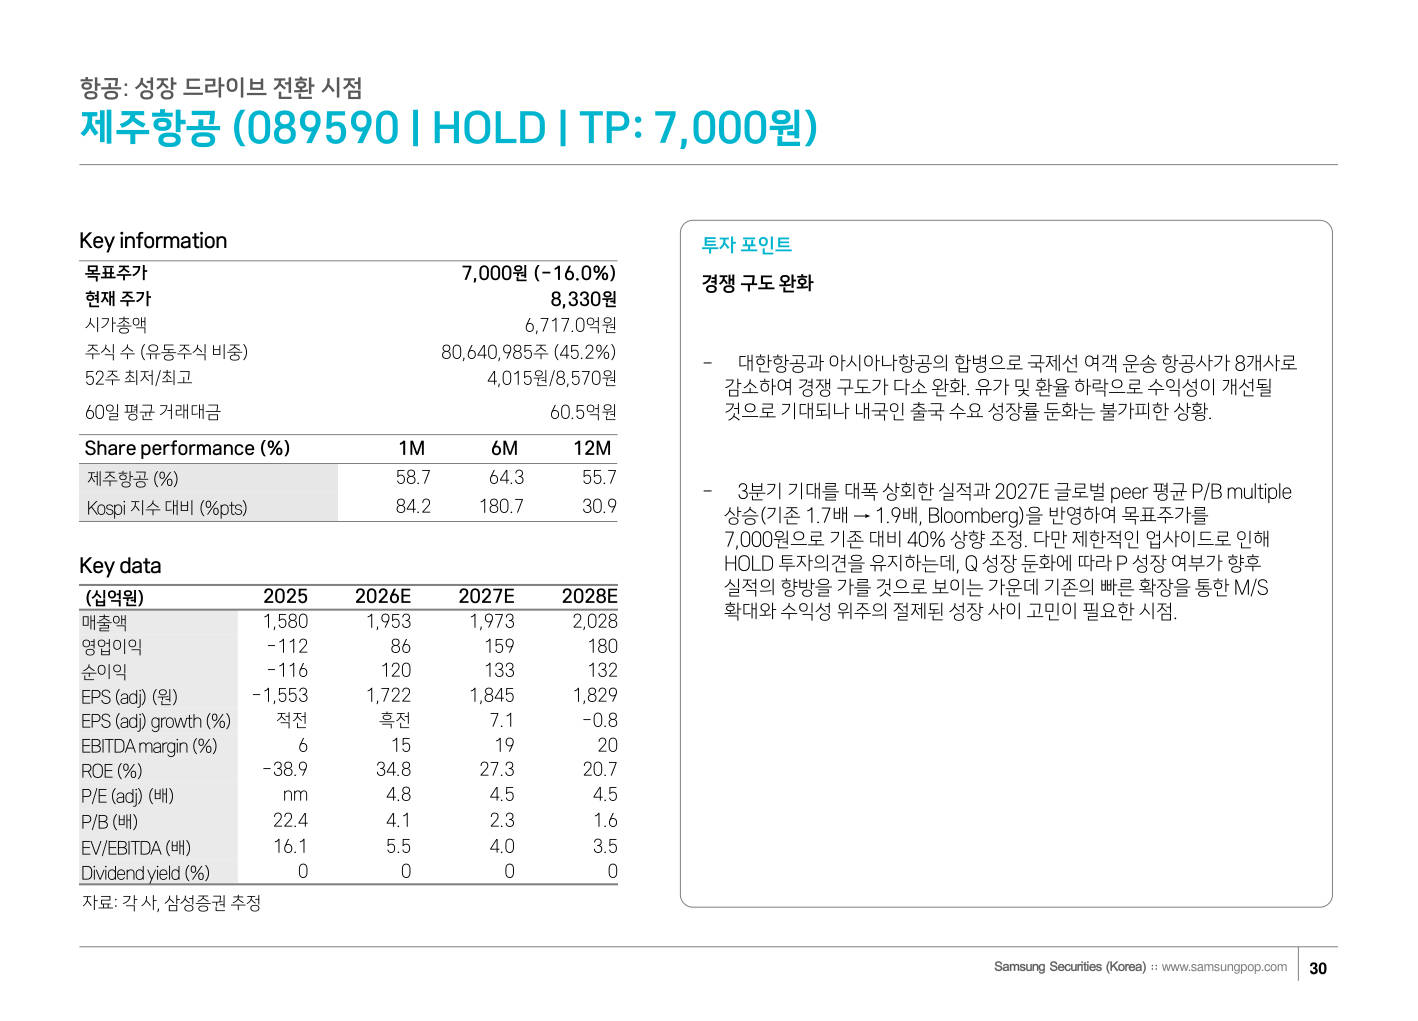 항공: 성장 드라이브 전환 시점
제주항공 (089590 | HOLD | TP: 7,000원)
Key information
목표주가 7,000원 (-16.0%)
현재 주가 8,330원
시가총액 6,717.0억원
주식 수 (유동주식 비중) 80,640,985주 (45.2%)
52주 최저/최고 4,015원/8,570원
60일 평균 거래대금 60.5억원
Share performance (%) 1M 6M 12M
제주항공 (%) 58.7 64.3 55.7
Kospi 지수 대비 (%pts) 84.2 180.7 30.9
Key data
(십억원) 2025 2026E 2027E 2028E
매출액 1,580 1,953 1,973 2,028
영업이익 -112 86 159 180
순이익 -116 120 133 132
EPS (adj) (원) -1,553 1,722 1,845 1,829
EPS (adj) growth (%) 적전 흑전 7.1 -0.8
EBITDA margin (%) 6 15 19 20
ROE (%) -38.9 34.8 27.3 20.7
P/E (adj) (배) nm 4.8 4.5 4.5
P/B (배) 22.4 4.1 2.3 1.6
EV/EBITDA (배) 16.1 5.5 4.0 3.5
Dividend yield (%) 0 0 0 0
자료: 각 사, 삼성증권 추정
투자 포인트
경쟁 구도 완화
- 대한항공과 아시아나항공의 합병으로 국제선 여객 운송 항공사가 8개사로
감소하여 경쟁 구도가 다소 완화. 유가 및 환율 하락으로 수익성이 개선될
것으로 기대되나 내국인 출국 수요 성장률 둔화는 불가피한 상황.
- 3분기 기대를 대폭 상회한 실적과 2027E 글로벌 peer 평균 P/B multiple
상승(기존 1.7배 → 1.9배, Bloomberg)을 반영하여 목표주가를
7,000원으로 기존 대비 40% 상향 조정. 다만 제한적인 업사이드로 인해
HOLD 투자의견을 유지하는데, Q 성장 둔화에 따라 P 성장 여부가 향후
실적의 향방을 가를 것으로 보이는 가운데 기존의 빠른 확장을 통한 M/S
확대와 수익성 위주의 절제된 성장 사이 고민이 필요한 시점.
Samsung Securities (Korea) :: www.samsungpop.com 30